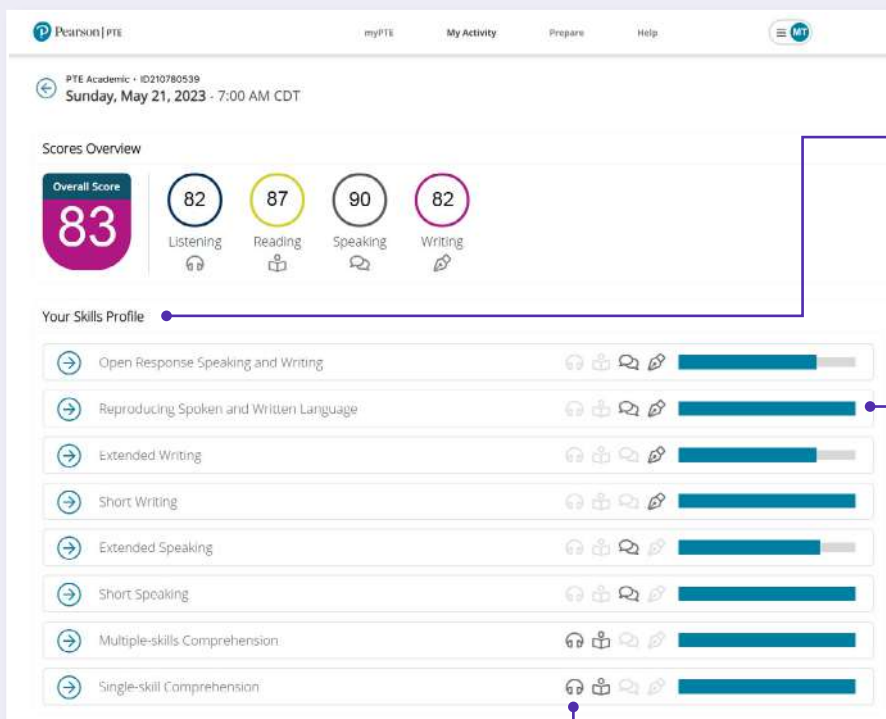 Pearson | PTE
myPTE My Activity Prepare Help MT
PTE Academic • ID210780539
Sunday, May 21, 2023 - 7:00 AM CDT
Scores Overview
Overall Score
83
82 87 90 82
Listening Reading Speaking Writing
Your Skills Profile
Open Response Speaking and Writing
Reproducing Spoken and Written Language
Extended Writing
Short Writing
Extended Speaking
Short Speaking
Multiple-skills Comprehension
Single-skill Comprehension